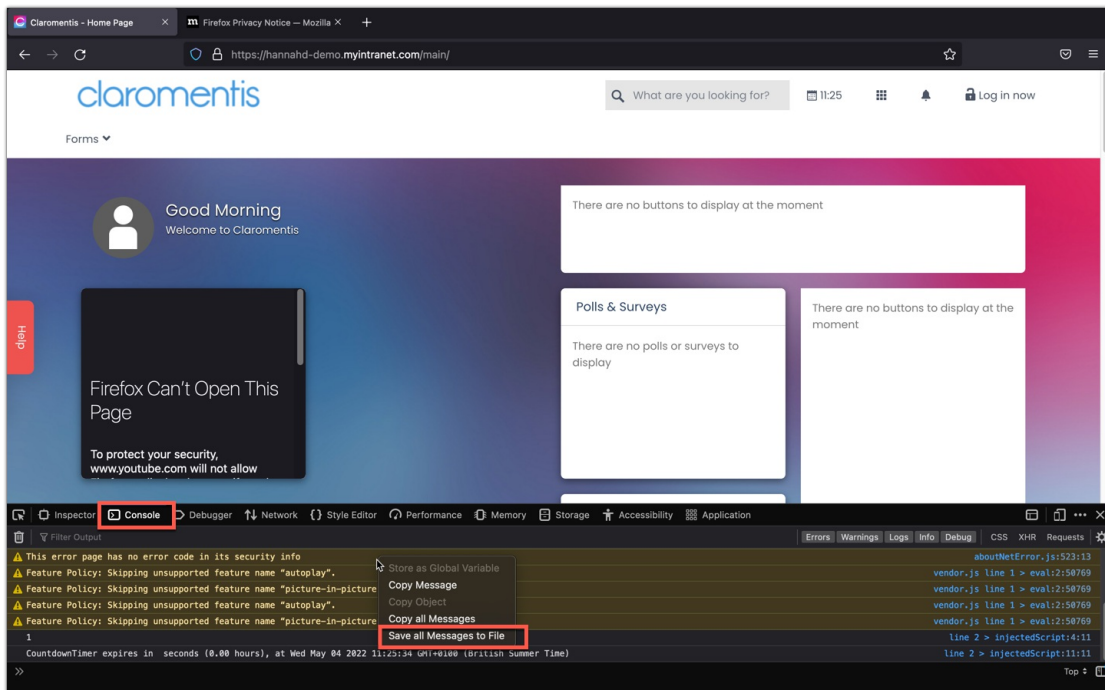 Claromentis - Home Page
Firefox Privacy Notice — Mozilla
https://hannahd-demo.myintranet.com/main/
claromentis
What are you looking for?
11:25
Log in now
Forms
Good Morning
Welcome to Claromentis
There are no buttons to display at the moment
Help
Firefox Can't Open This
Page
To protect your security,
www.youtube.com will not allow
Polls & Surveys
There are no polls or surveys to
display
There are no buttons to display at the
moment
Inspector Console Debugger Network Style Editor Performance Memory Storage Accessibility Application
Filter Output
Errors Warnings Logs Info Debug CSS XHR Requests
This error page has no error code in its security info aboutNetError.js:523:13
Feature Policy: Skipping unsupported feature name “autoplay”. vendor.js line 1 > eval:2:50769
Feature Policy: Skipping unsupported feature name “picture-in-picture vendor.js line 1 > eval:2:50769
Feature Policy: Skipping unsupported feature name “autoplay”. vendor.js line 1 > eval:2:50769
Feature Policy: Skipping unsupported feature name “picture-in-picture vendor.js line 1 > eval:2:50769
1 line 2 > injectedScript:4:11
CountdownTimer expires in seconds (0.00 hours), at Wed May 04 2022 11:25:34 GMT+0100 (British Summer Time) line 2 > injectedScript:11:11
Store as Global Variable
Copy Message
Copy Object
Copy all Messages
Save all Messages to File
Top